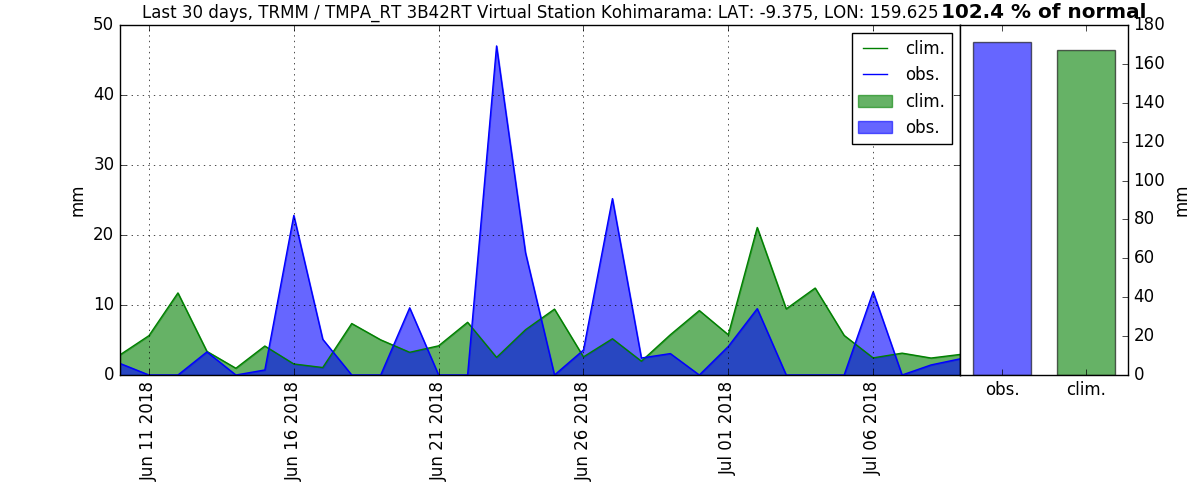 Last 30 days, TRMM / TMPA_RT 3B42RT Virtual Station Kohimarama: LAT: -9.375, LON: 159.625 102.4 % of normal
50
40
30
20
10
0
mm
clim.
obs.
clim.
obs.
Jun 11 2018
Jun 16 2018
Jun 21 2018
Jun 26 2018
Jul 01 2018
Jul 06 2018
180
160
140
120
100
80
60
40
20
0
mm
obs.
clim.